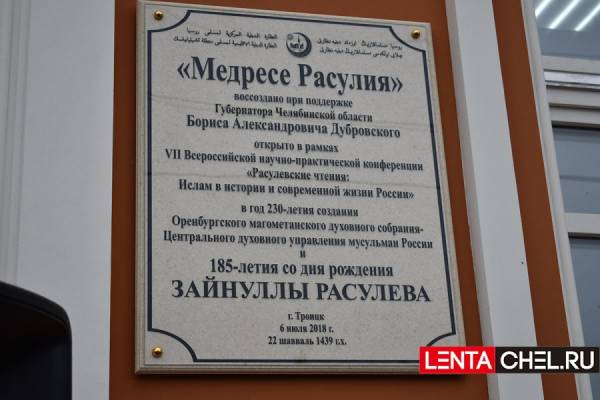 «Медресе Расулия»
воссоздано при поддержке
Губернатора Челябинской области
Бориса Александровича Дубровского
открыто в рамках
VII Всероссийской научно-практической конференции
«Расулевские чтения:
Ислам в истории и современной жизни России»
в год 230-летия создания
Оренбургского магометанского духовного собрания-
Центрального духовного управления мусульман России
и
185-летия со дня рождения
ЗАЙНУЛЛЫ РАСУЛЕВА
г. Троицк
6 июля 2018 г.
22 шавваль 1439 г.х.
LENTACHEL.RU